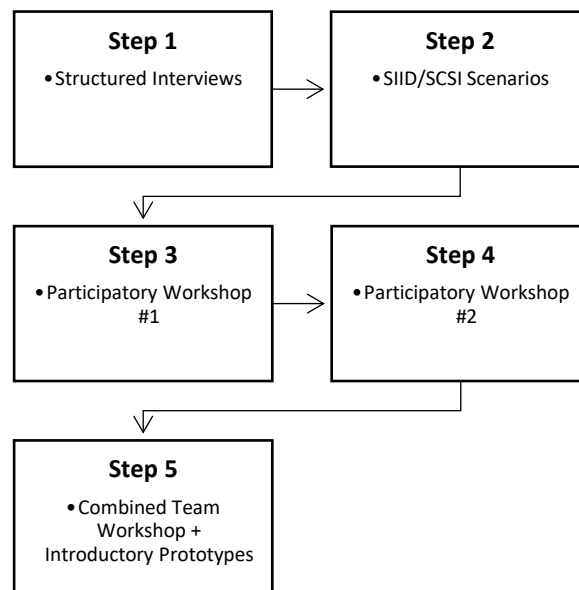 Step 1
•Structured Interviews
Step 2
•SIID/SCSI Scenarios
Step 3
•Participatory Workshop
#1
Step 4
•Participatory Workshop
#2
Step 5
•Combined Team
Workshop +
Introductory Prototypes